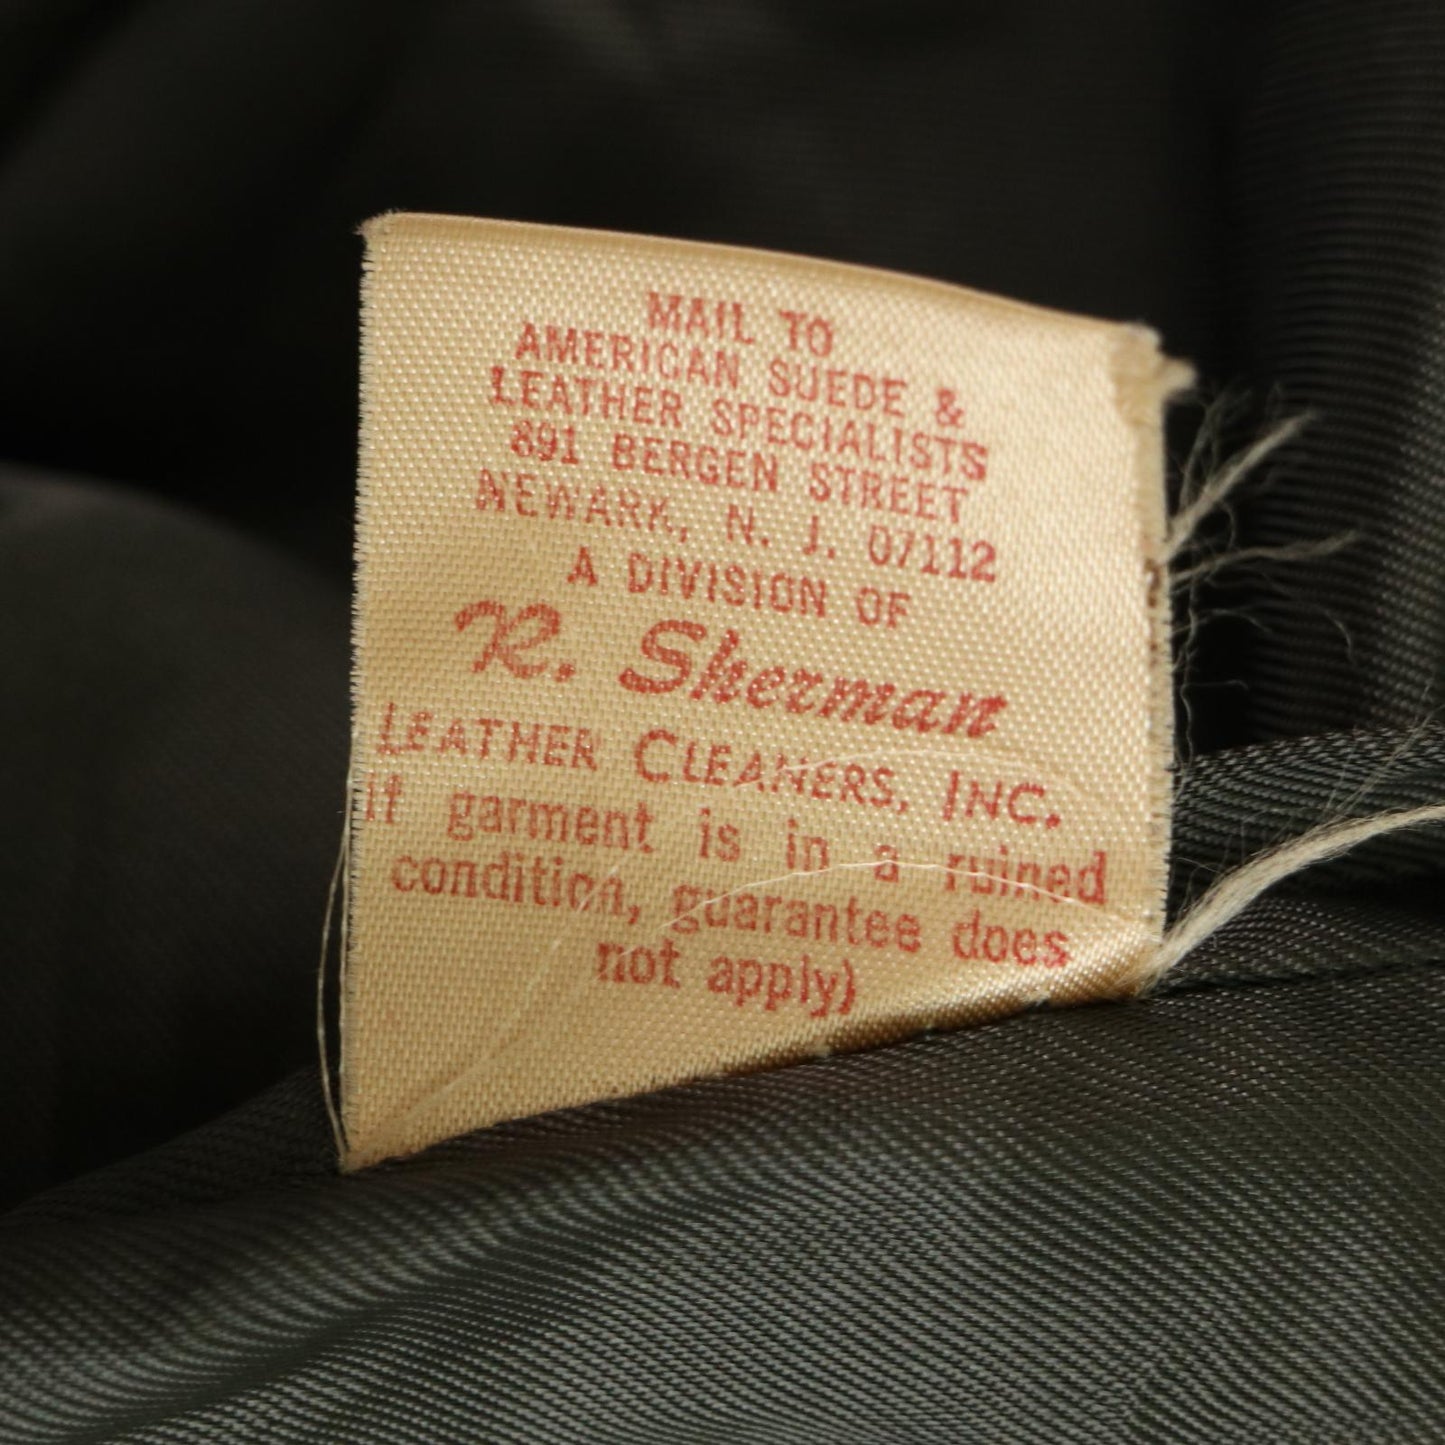 MAIL TO
AMERICAN SUEDE &
LEATHER SPECIALISTS
891 BERGEN STREET
NEWARK, N. J. 07112
A DIVISION OF
R. Sherman
LEATHER CLEANERS, INC.
If garment is in a ruined
condition, guarantee does
not apply)